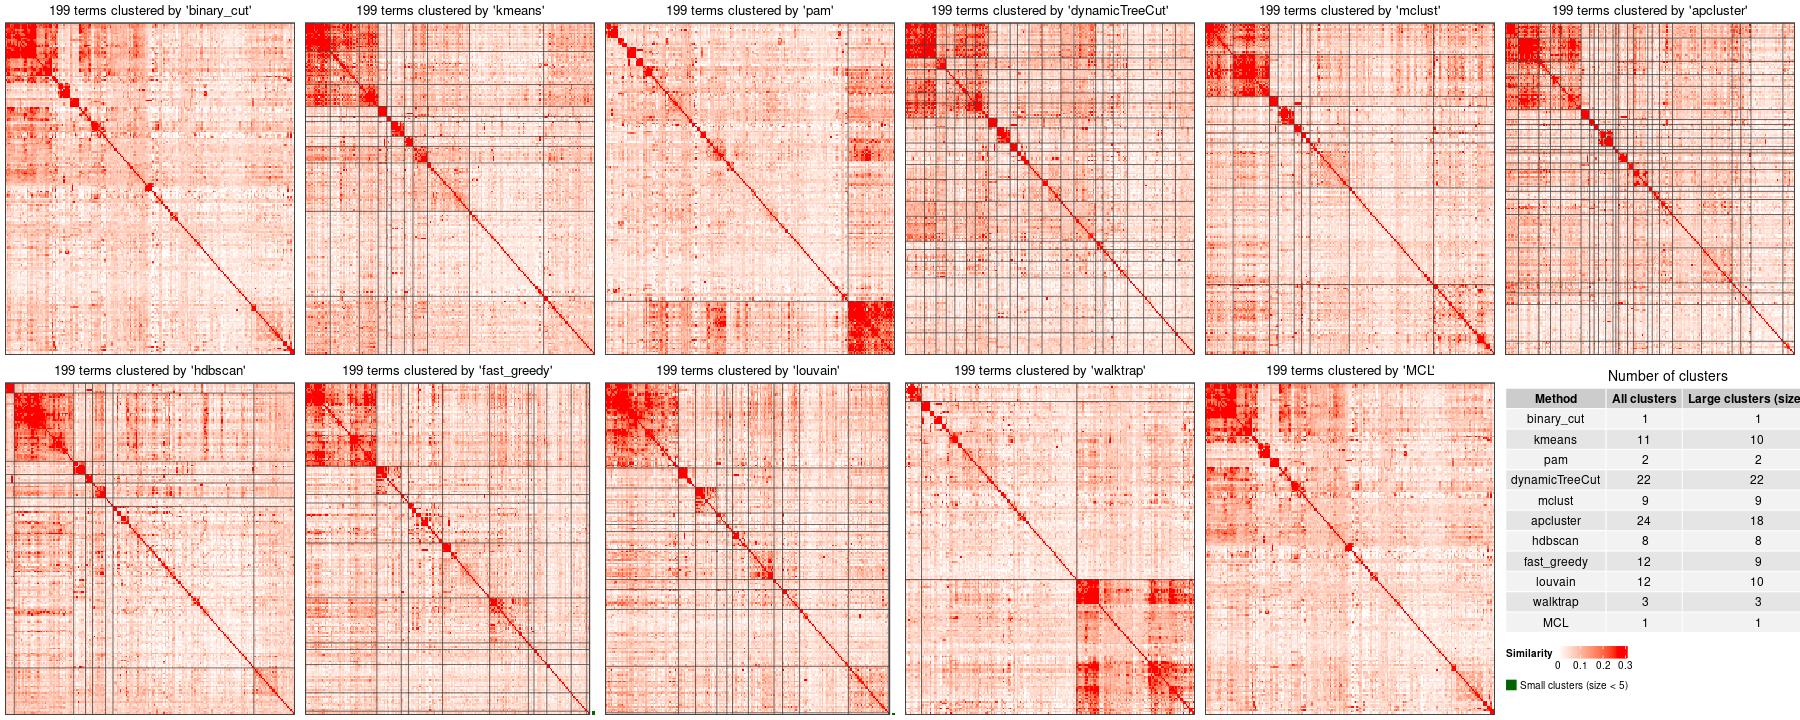 199 terms clustered by 'binary_cut'
199 terms clustered by 'kmeans'
199 terms clustered by 'pam'
199 terms clustered by 'dynamicTreeCut'
199 terms clustered by 'mclust'
199 terms clustered by 'apcluster'
199 terms clustered by 'hdbscan'
199 terms clustered by 'fast_greedy'
199 terms clustered by 'louvain'
199 terms clustered by 'walktrap'
199 terms clustered by 'MCL'
Number of clusters
Method All clusters Large clusters (size
binary_cut 1 1
kmeans 11 10
pam 2 2
dynamicTreeCut 22 22
mclust 9 9
apcluster 24 18
hdbscan 8 8
fast_greedy 12 9
louvain 12 10
walktrap 3 3
MCL 1 1
Similarity
0 0.1 0.2 0.3
Small clusters (size < 5)